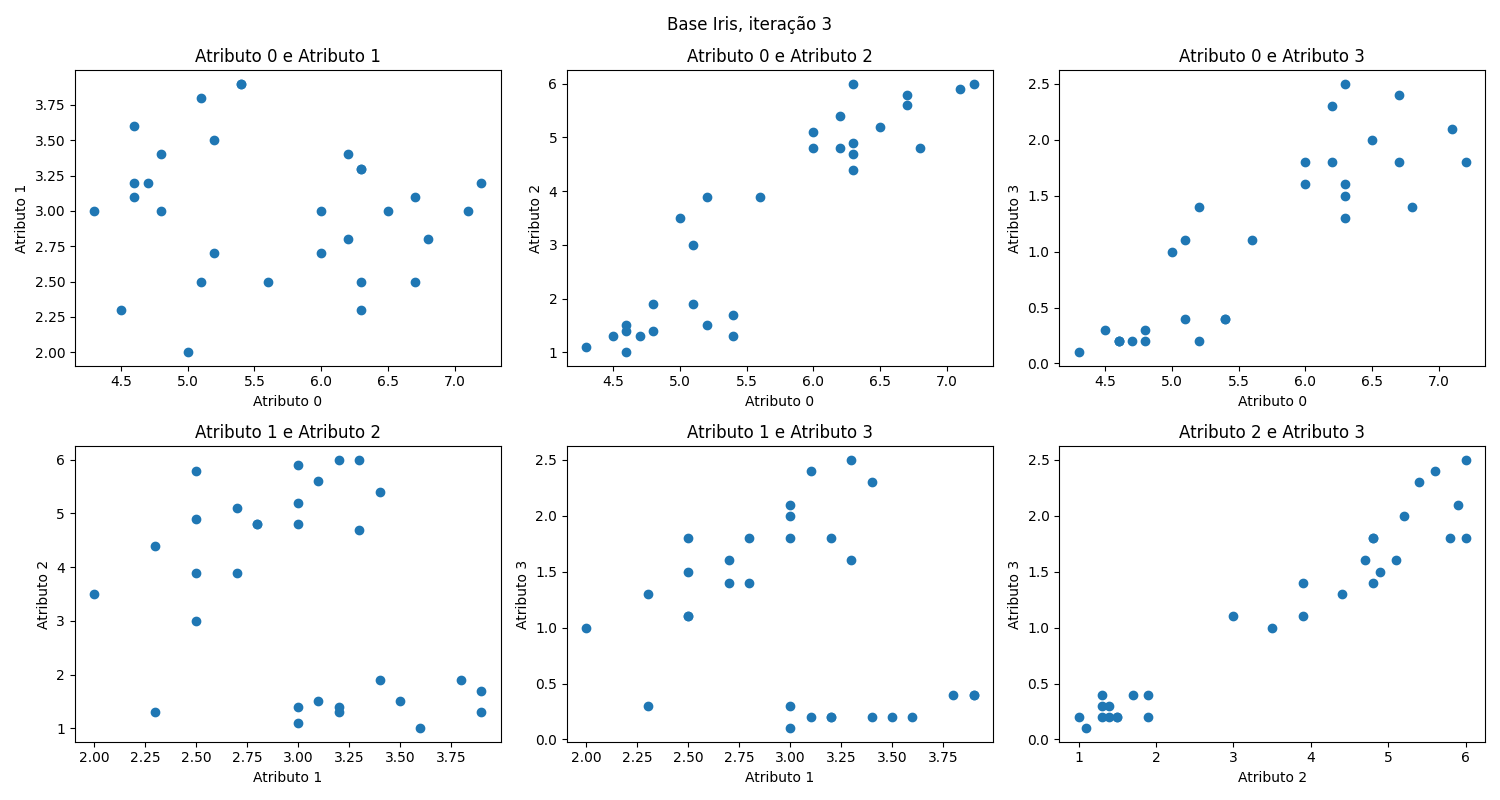 Base Iris, iteração 3
Atributo 0 e Atributo 1
Atributo 1
3.75
3.50
3.25
3.00
2.75
2.50
2.25
2.00
4.5 5.0 5.5 6.0 6.5 7.0
Atributo 0
Atributo 0 e Atributo 2
Atributo 2
6
5
4
3
2
1
4.5 5.0 5.5 6.0 6.5 7.0
Atributo 0
Atributo 0 e Atributo 3
Atributo 3
2.5
2.0
1.5
1.0
0.5
0.0
4.5 5.0 5.5 6.0 6.5 7.0
Atributo 0
Atributo 1 e Atributo 2
Atributo 2
6
5
4
3
2
1
2.00 2.25 2.50 2.75 3.00 3.25 3.50 3.75
Atributo 1
Atributo 1 e Atributo 3
Atributo 3
2.5
2.0
1.5
1.0
0.5
0.0
2.00 2.25 2.50 2.75 3.00 3.25 3.50 3.75
Atributo 1
Atributo 2 e Atributo 3
Atributo 3
2.5
2.0
1.5
1.0
0.5
0.0
1 2 3 4 5 6
Atributo 2